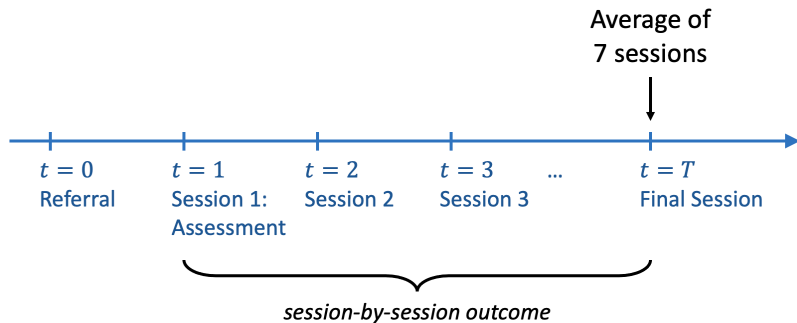 Average of
7 sessions
t = 0
Referral
t = 1
Session 1:
Assessment
t = 2
Session 2
t = 3
Session 3
...
t = T
Final Session
session-by-session outcome